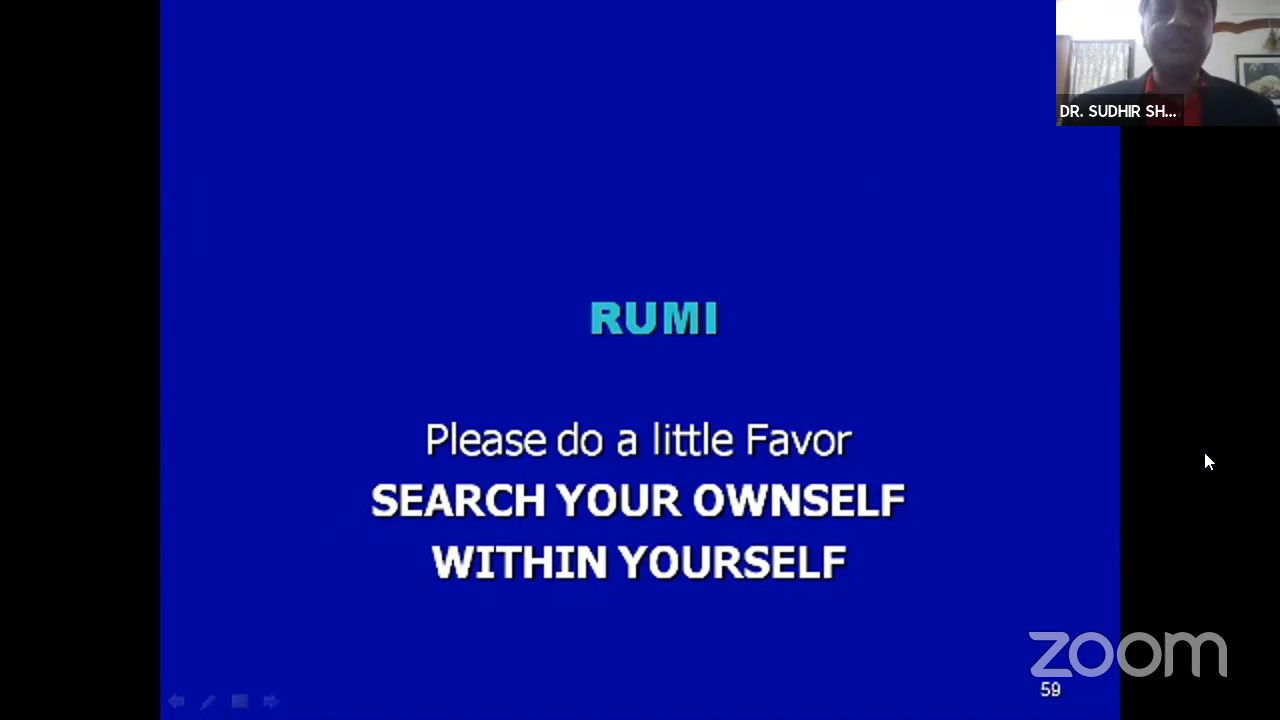 DR. SUDHIR SH...
RUMI
Please do a little Favor
SEARCH YOUR OWNSELF
WITHIN YOURSELF
zoom
59